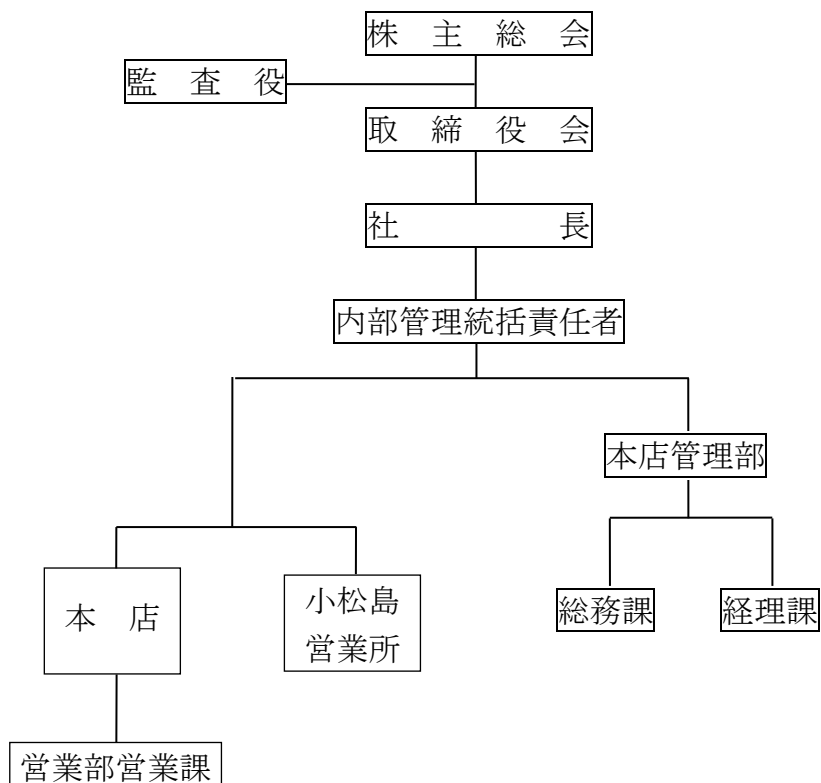 株主総会
監査役
取締役会
社長
内部管理統括責任者
本店管理部
本店
小松島
営業所
総務課
経理課
営業部営業課